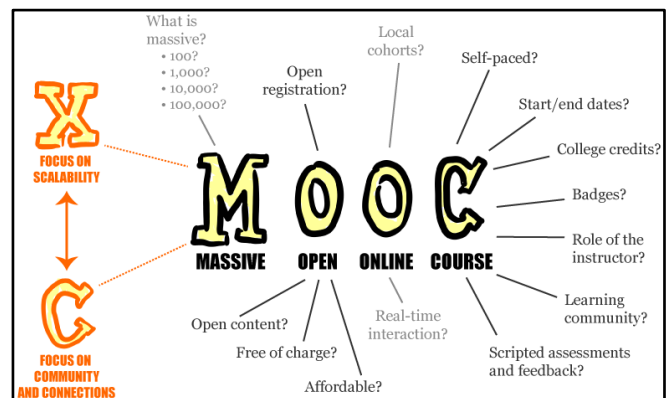 What is
massive?
• 100?
• 1,000?
• 10,000?
• 100,000?
Open
registration?
Local
cohorts?
Self-paced?
Start/end dates?
College credits?
Badges?
Role of the
instructor?
Learning
community?
Scripted assessments
and feedback?
X
FOCUS ON
SCALABILITY
C
FOCUS ON
COMMUNITY
AND CONNECTIONS
MOOC
MASSIVE OPEN ONLINE COURSE
Open content?
Free of charge?
Affordable?
Real-time
interaction?